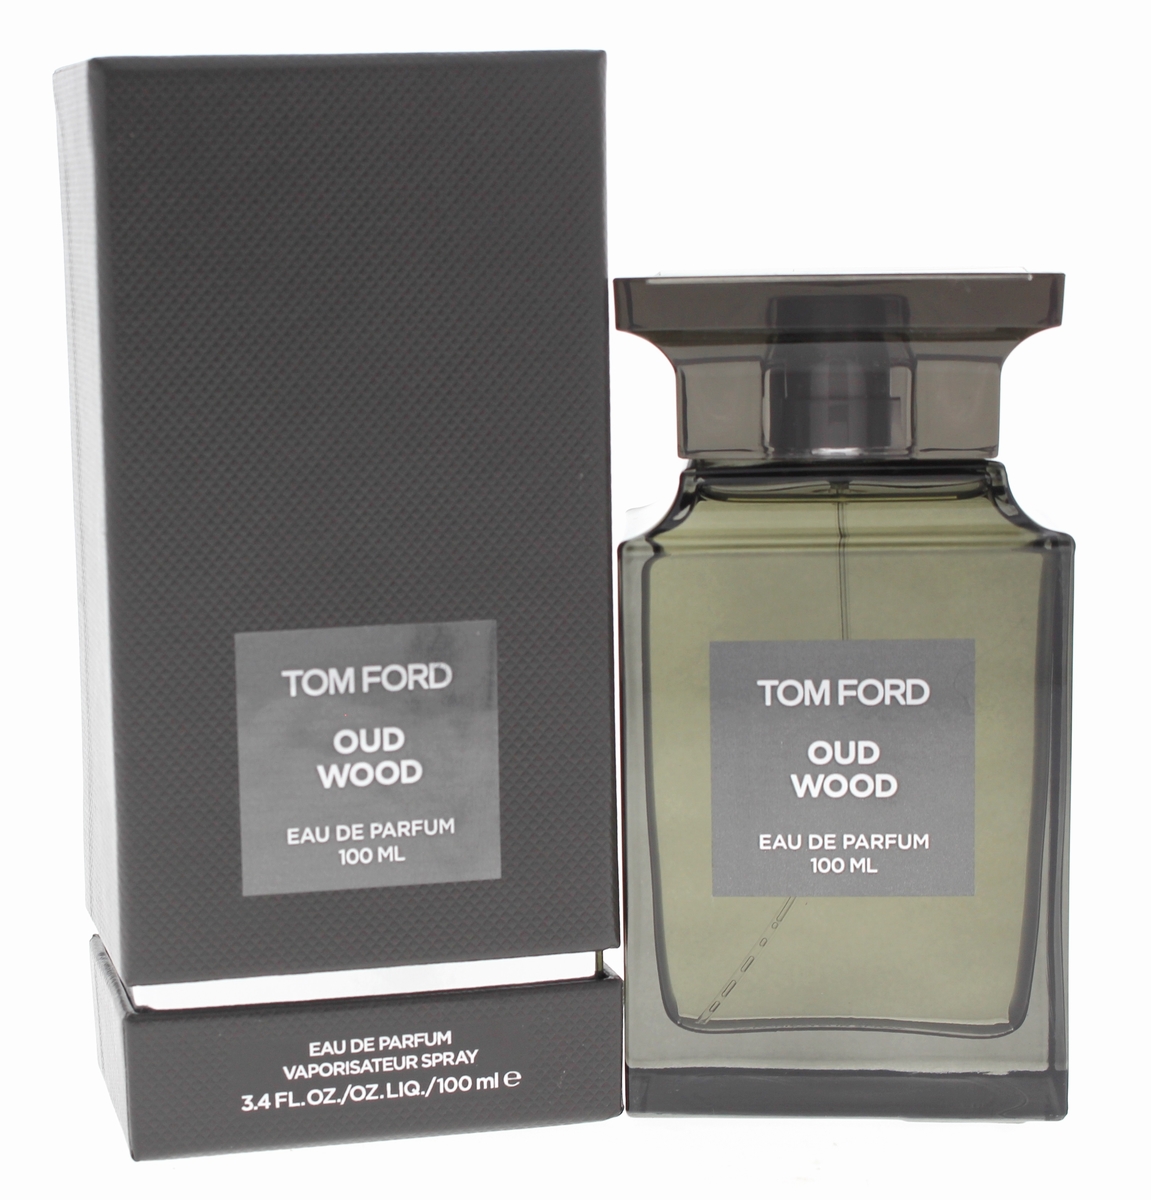 TOM FORD
OUD
WOOD
EAU DE PARFUM
100 ML
EAU DE PARFUM
VAPORISATEUR SPRAY
3.4 FL.OZ./OZ.LIQ./100 ml ℮
TOM FORD
OUD
WOOD
EAU DE PARFUM
100 ML